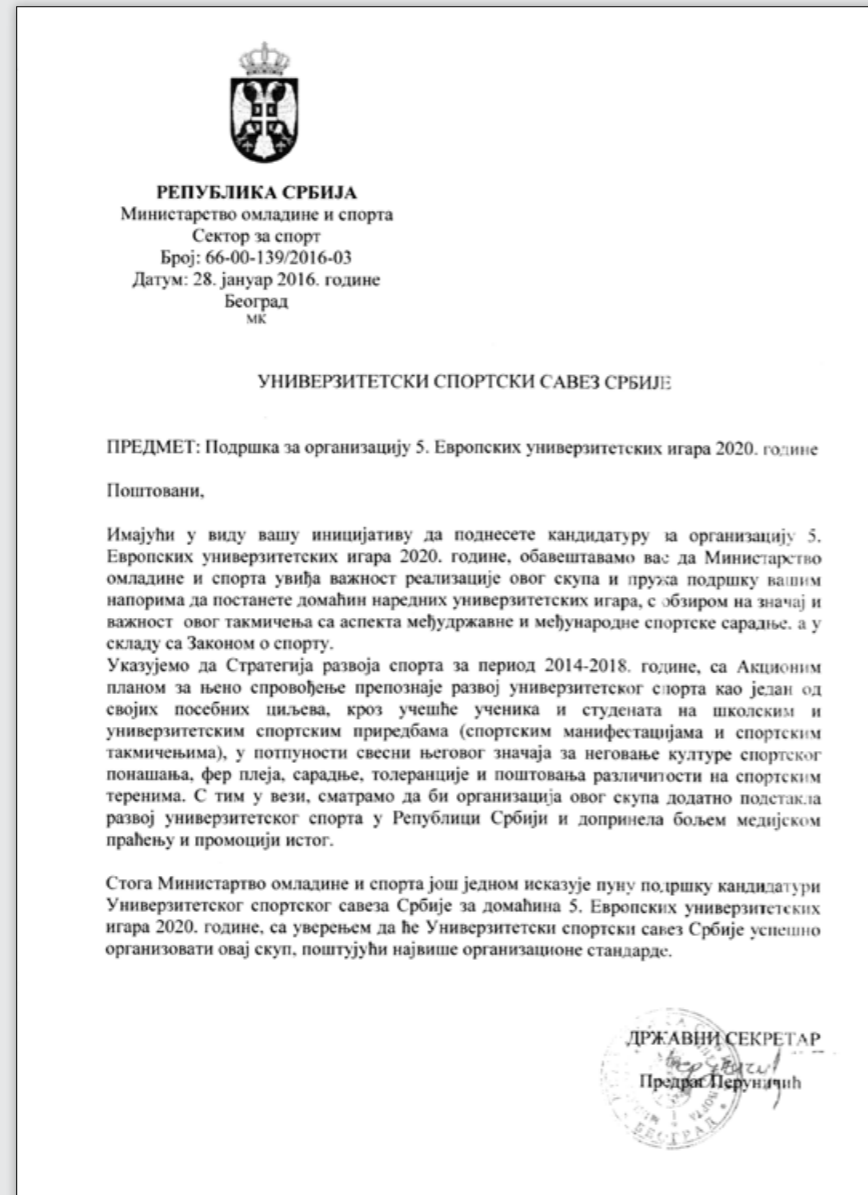 РЕПУБЛИКА СРБИЈА
Министарство омладине и спорта
Сектор за спорт
Број: 66-00-139/2016-03
Датум: 28. јануар 2016. године
Београд
МК
УНИВЕРЗИТЕТСКИ СПОРТСКИ САВЕЗ СРБИЈЕ
ПРЕДМЕТ: Подршка за организацију 5. Европских универзитетских игара 2020. године
Поштовани,
Имајући у виду вашу иницијативу да поднесете кандидатуру за организацију 5.
Европских универзитетских игара 2020. године, обавештавамо вас да Министарство
омладине и спорта увиђа важност реализације овог скупа и пружа подршку вашим
напорима да постанете домаћин наредних универзитетских игара, с обзиром на значај и
важност овог такмичења са аспекта међудржавне и међународне спортске сарадње, а у
складу са Законом о спорту.
Указујемо да Стратегија развоја спорта за период 2014-2018. године, са Акционим
планом за њено спровођење препознаје развој универзитетског спорта као један од
својих посебних циљева, кроз учешће ученика и студената на школским и
универзитетским спортским приредбама (спортским манифестацијама и спортским
такмичењима), у потпуности свесни његовог значаја за неговање културе спортског
понашања, фер плеја, сарадње, толеранције и поштовања различитости на спортским
теренима. С тим у вези, сматрамо да би организација овог скупа додатно подстакла
развој универзитетског спорта у Републици Србији и допринела бољем медијском
праћењу и промоцији истог.
Стога Министартво омладине и спорта још једном исказује пуну подршку кандидатури
Универзитетског спортског савеза Србије за домаћина 5. Европских универзитетских
игара 2020. године, са уверењем да ће Универзитетски спортски савез Србије успешно
организовати овај скуп, поштујући највише организационе стандарде.
ДРЖАВНИ СЕКРЕТАР
Предраг Перуничић
БЕОГРАД